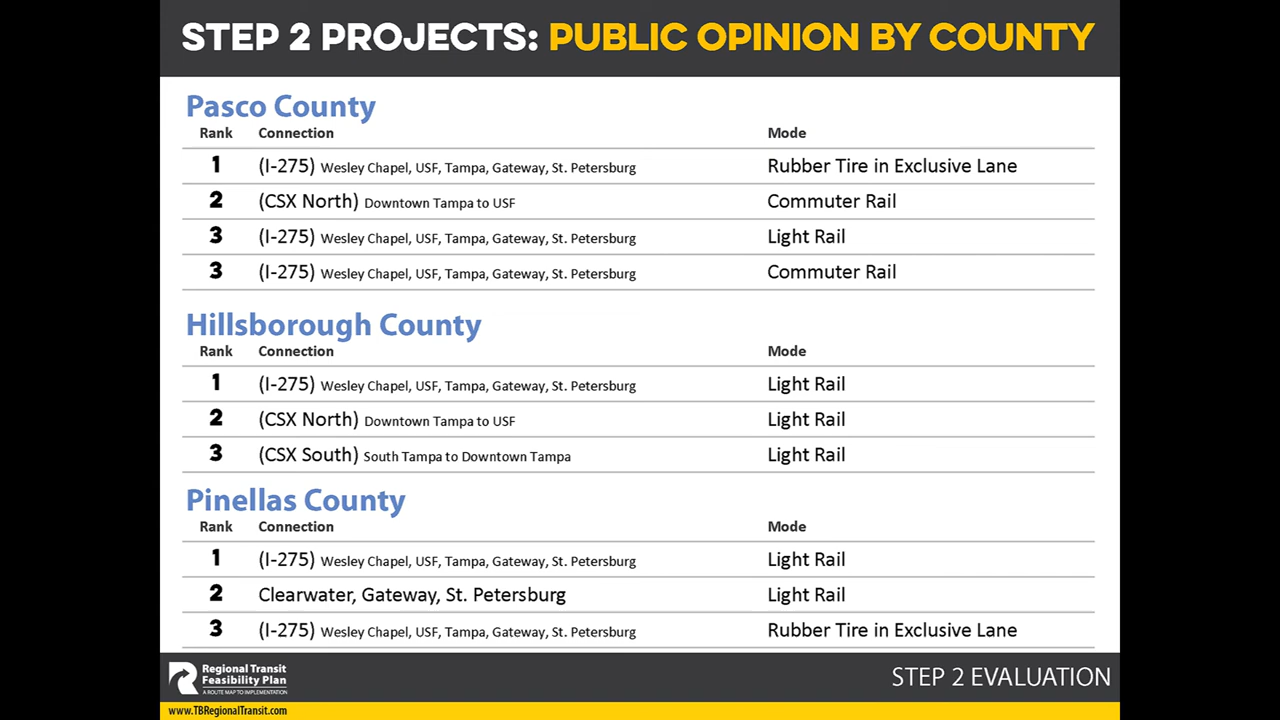 STEP 2 PROJECTS: PUBLIC OPINION BY COUNTY
Pasco County
Rank Connection Mode
1 (I-275) Wesley Chapel, USF, Tampa, Gateway, St. Petersburg Rubber Tire in Exclusive Lane
2 (CSX North) Downtown Tampa to USF Commuter Rail
3 (I-275) Wesley Chapel, USF, Tampa, Gateway, St. Petersburg Light Rail
3 (I-275) Wesley Chapel, USF, Tampa, Gateway, St. Petersburg Commuter Rail
Hillsborough County
Rank Connection Mode
1 (I-275) Wesley Chapel, USF, Tampa, Gateway, St. Petersburg Light Rail
2 (CSX North) Downtown Tampa to USF Light Rail
3 (CSX South) South Tampa to Downtown Tampa Light Rail
Pinellas County
Rank Connection Mode
1 (I-275) Wesley Chapel, USF, Tampa, Gateway, St. Petersburg Light Rail
2 Clearwater, Gateway, St. Petersburg Light Rail
3 (I-275) Wesley Chapel, USF, Tampa, Gateway, St. Petersburg Rubber Tire in Exclusive Lane
Regional Transit
Feasibility Plan
A ROUTE MAP TO IMPLEMENTATION
STEP 2 EVALUATION
www.TBRegionalTransit.com